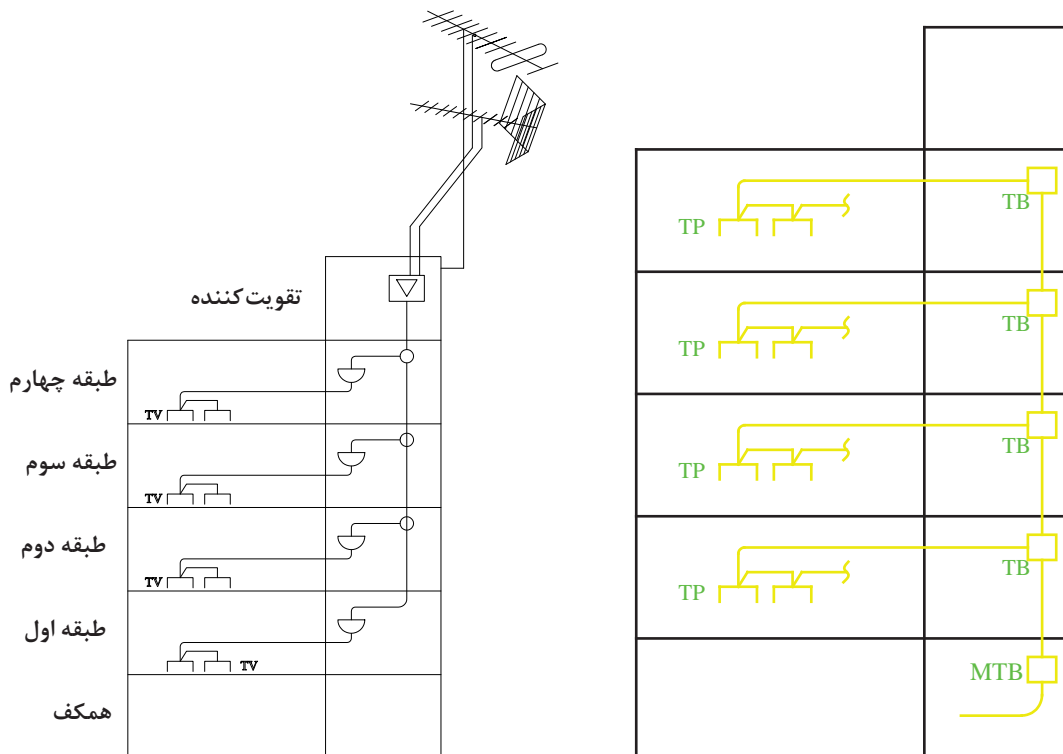 تقویت‌کننده
طبقه چهارم
TV
طبقه سوم
TV
طبقه دوم
TV
طبقه اول
TV
همکف
TB
TP
TB
TP
TB
TP
TB
TP
MTB